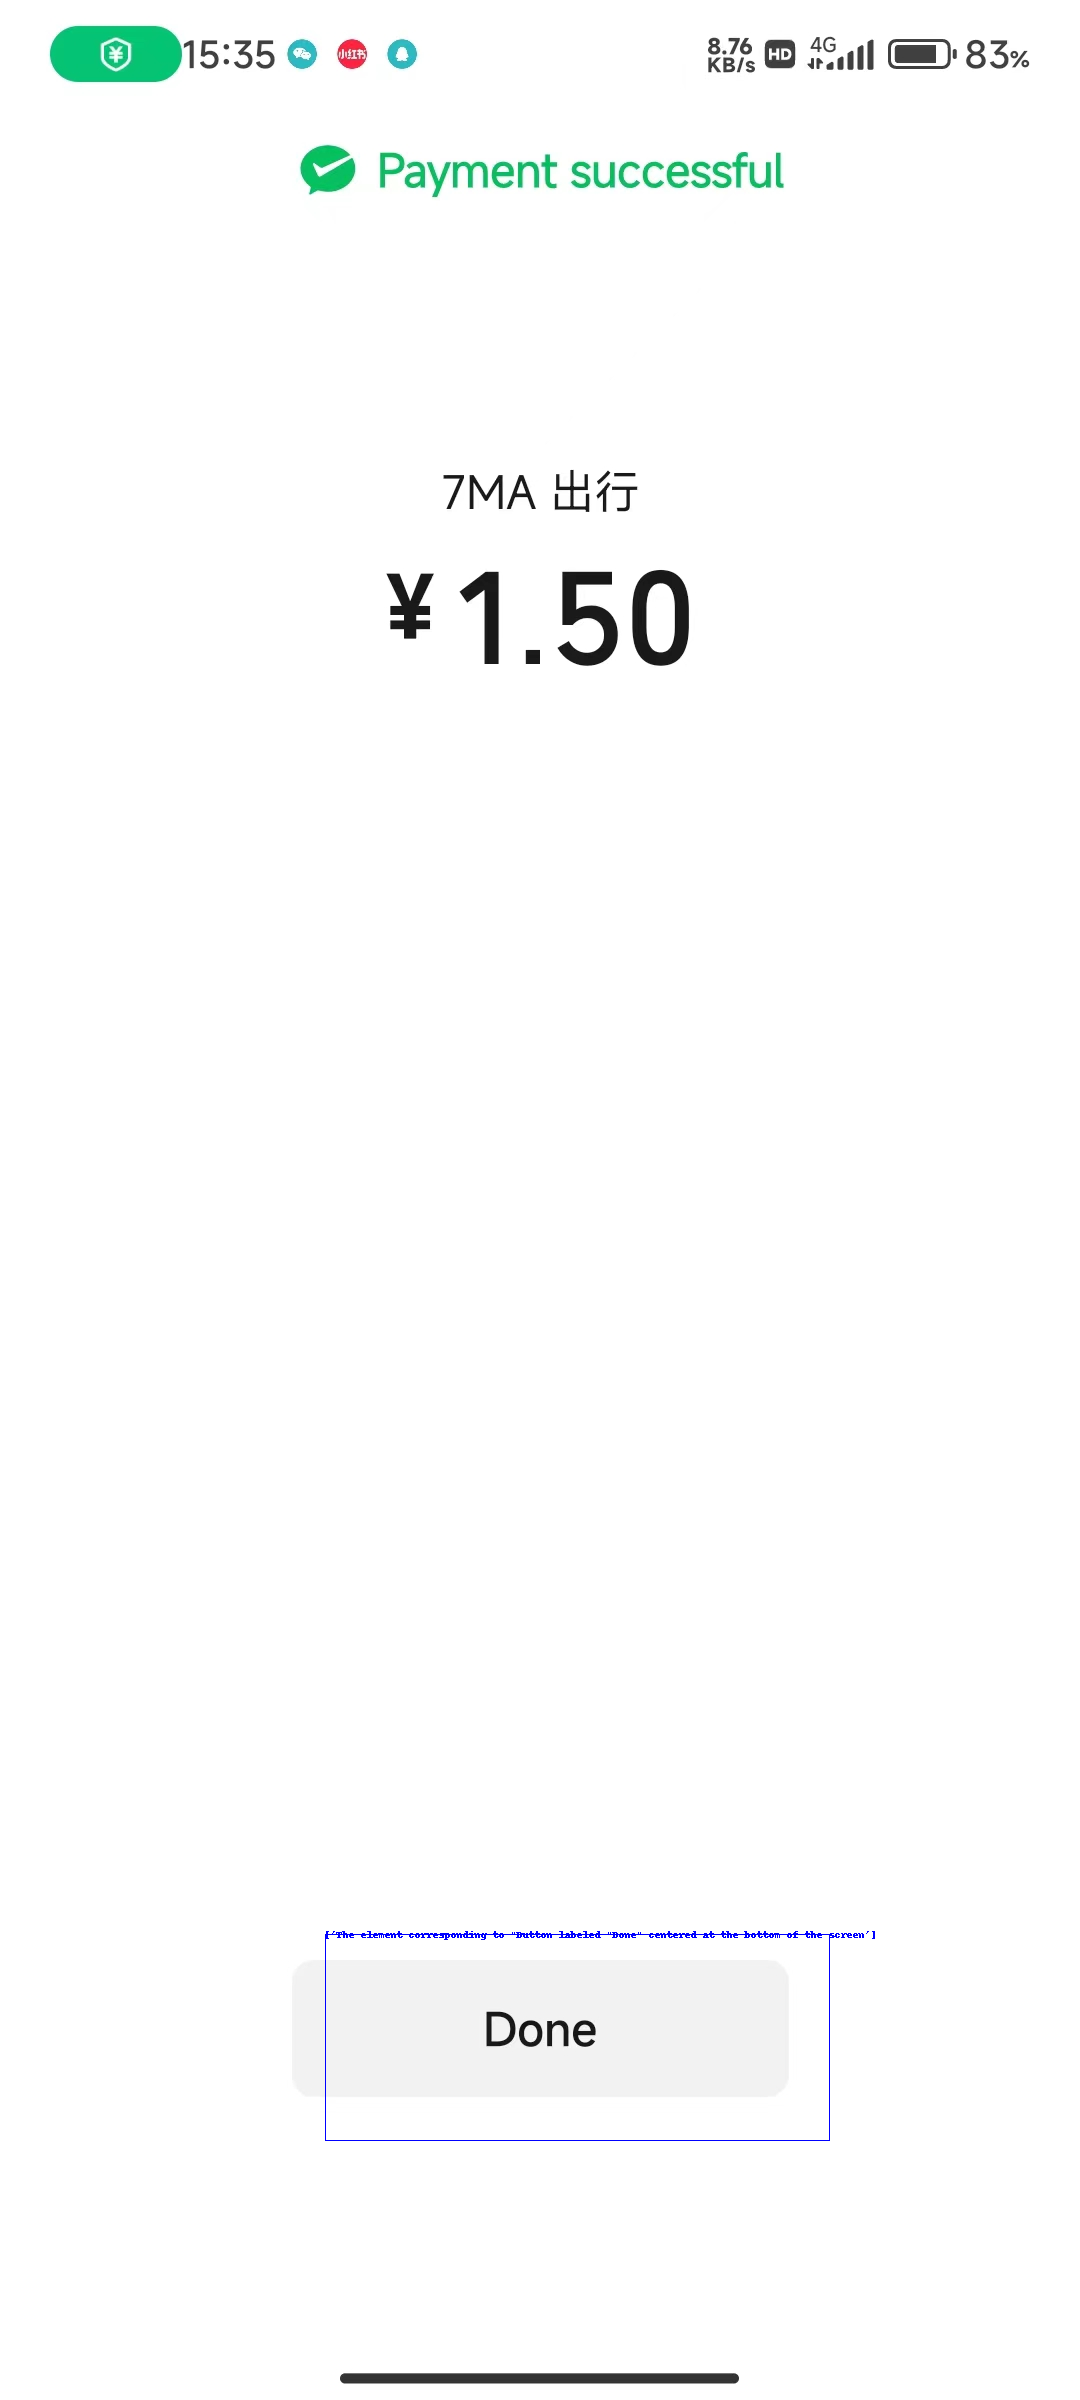 15:35 小红书 8.76 KB/s HD 4G 83%
Payment successful
7MA 出行
¥1.50
['The element corresponding to "Button labeled "Done" centered at the bottom of the screen']
Done